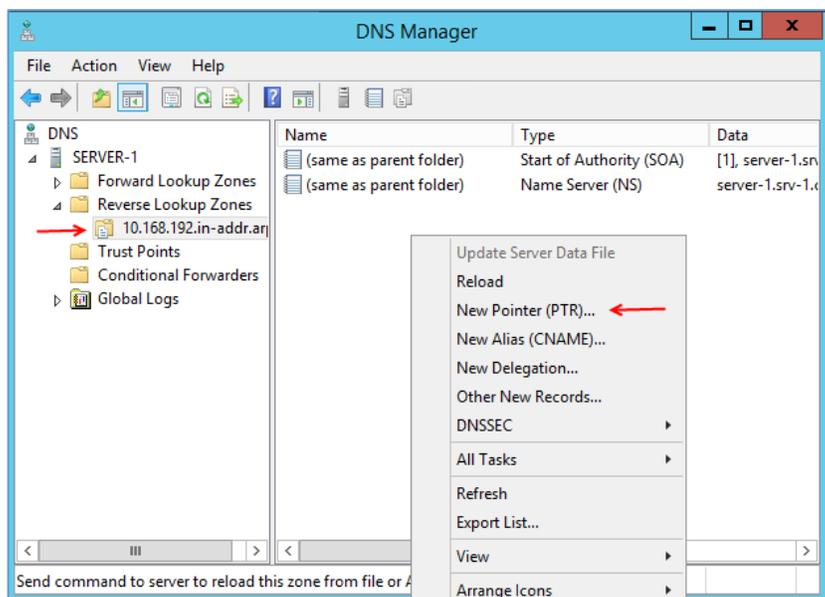 DNS Manager
File Action View Help
DNS
SERVER-1
Forward Lookup Zones
Reverse Lookup Zones
10.168.192.in-addr.arp
Trust Points
Conditional Forwarders
Global Logs
Name Type Data
(same as parent folder) Start of Authority (SOA) [1], server-1.srv
(same as parent folder) Name Server (NS) server-1.srv-1.c
Update Server Data File
Reload
New Pointer (PTR)...
New Alias (CNAME)...
New Delegation...
Other New Records...
DNSSEC
All Tasks
Refresh
Export List...
View
Arrange Icons
Send command to server to reload this zone from file or A